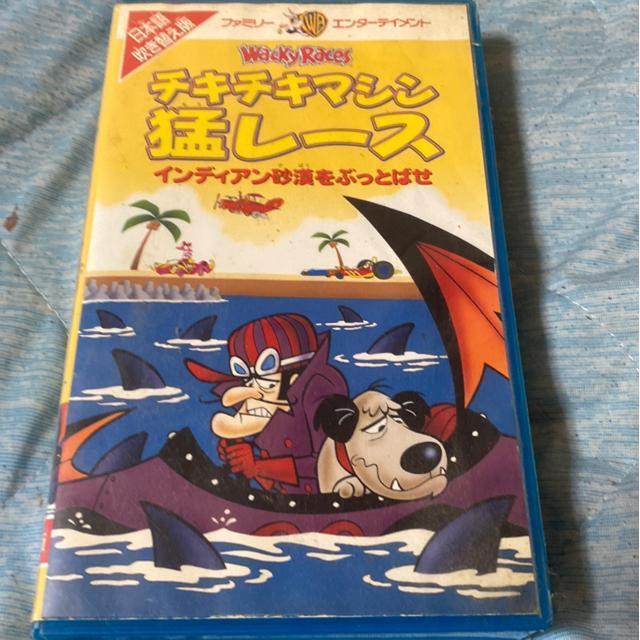 日本語
吹き替え版
ファミリー WB エンターテイメント
Wacky Races
チキチキマシン
猛レース
インディアン砂漠をぶっとばせ